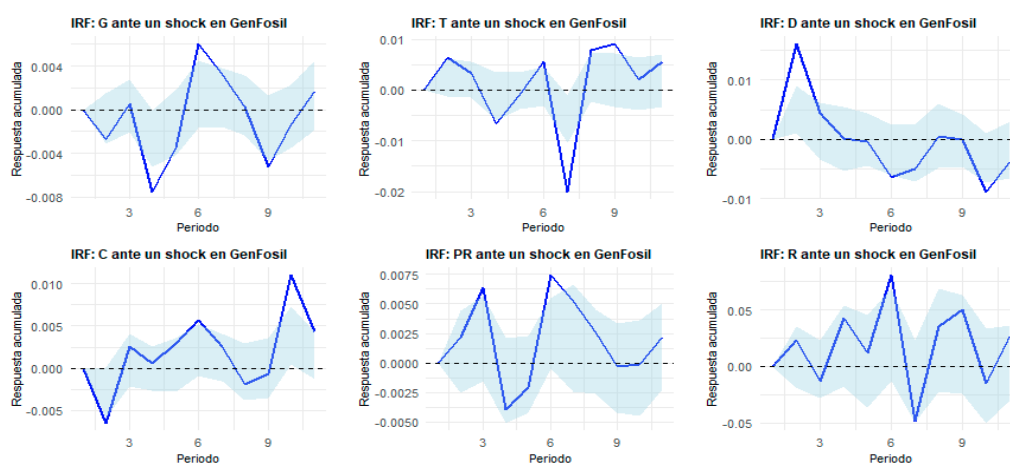 IRF: G ante un shock en GenFosil
Respuesta acumulada
0.004
0.000
-0.004
-0.008
3
6
9
Periodo
IRF: T ante un shock en GenFosil
Respuesta acumulada
0.01
0.00
-0.01
-0.02
3
6
9
Periodo
IRF: D ante un shock en GenFosil
Respuesta acumulada
0.01
0.00
-0.01
3
6
9
Periodo
IRF: C ante un shock en GenFosil
Respuesta acumulada
0.010
0.005
0.000
-0.005
3
6
9
Periodo
IRF: PR ante un shock en GenFosil
Respuesta acumulada
0.0075
0.0050
0.0025
0.0000
-0.0025
-0.0050
3
6
9
Periodo
IRF: R ante un shock en GenFosil
Respuesta acumulada
0.05
0.00
-0.05
3
6
9
Periodo